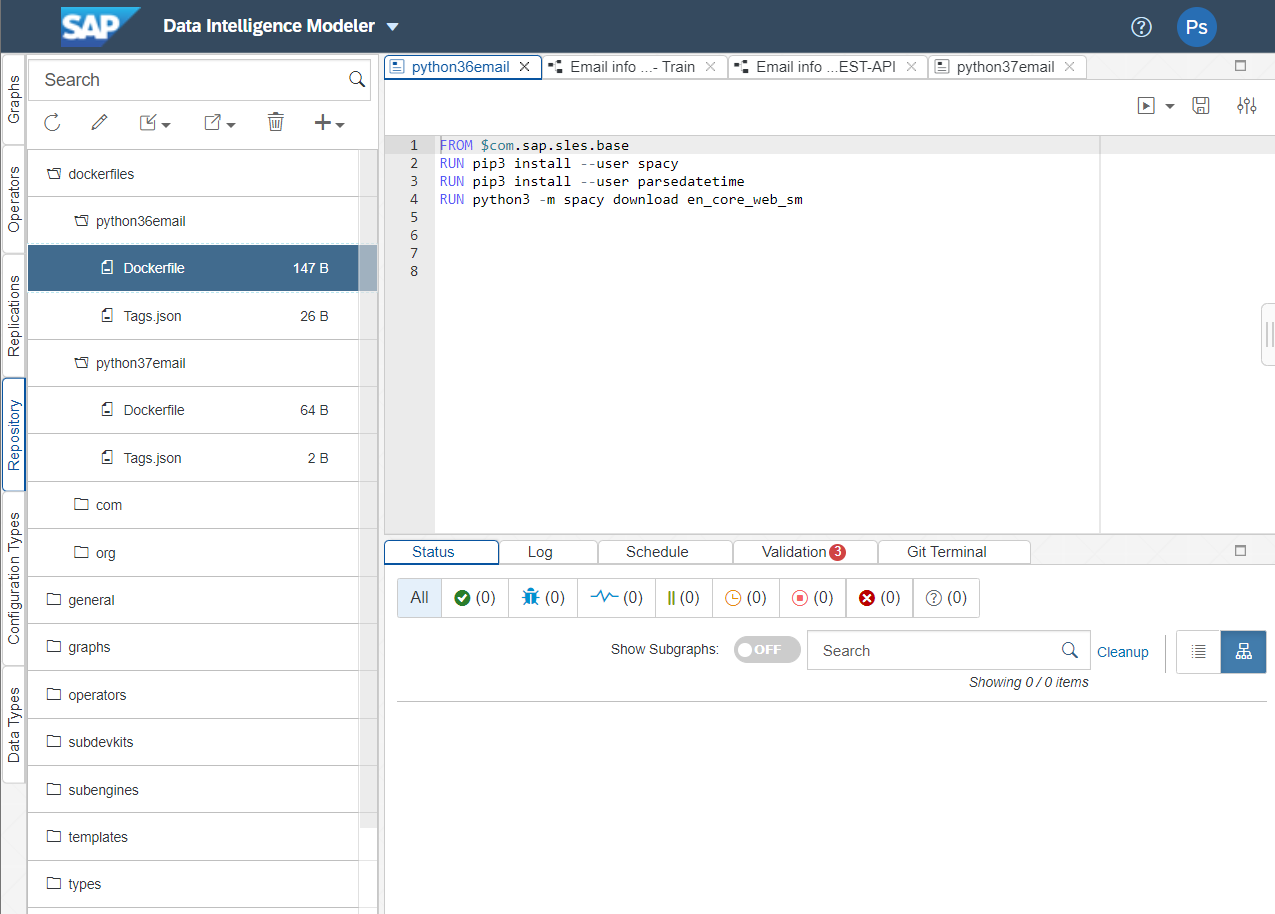 SAP Data Intelligence Modeler
Ps
Graphs
Operators
Replications
Repository
Configuration Types
Data Types
Search
dockerfiles
python36email
Dockerfile 147 B
Tags.json 26 B
python37email
Dockerfile 64 B
Tags.json 2 B
com
org
general
graphs
operators
subdevkits
subengines
templates
types
python36email Email info ...- Train Email info ...EST-API python37email
1 FROM $com.sap.sles.base
2 RUN pip3 install --user spacy
3 RUN pip3 install --user parsedatetime
4 RUN python3 -m spacy download en_core_web_sm
5
6
7
8
Status Log Schedule Validation 3 Git Terminal
All (0) (0) (0) (0) (0) (0) (0) (0)
Show Subgraphs: OFF Search Cleanup
Showing 0 / 0 items